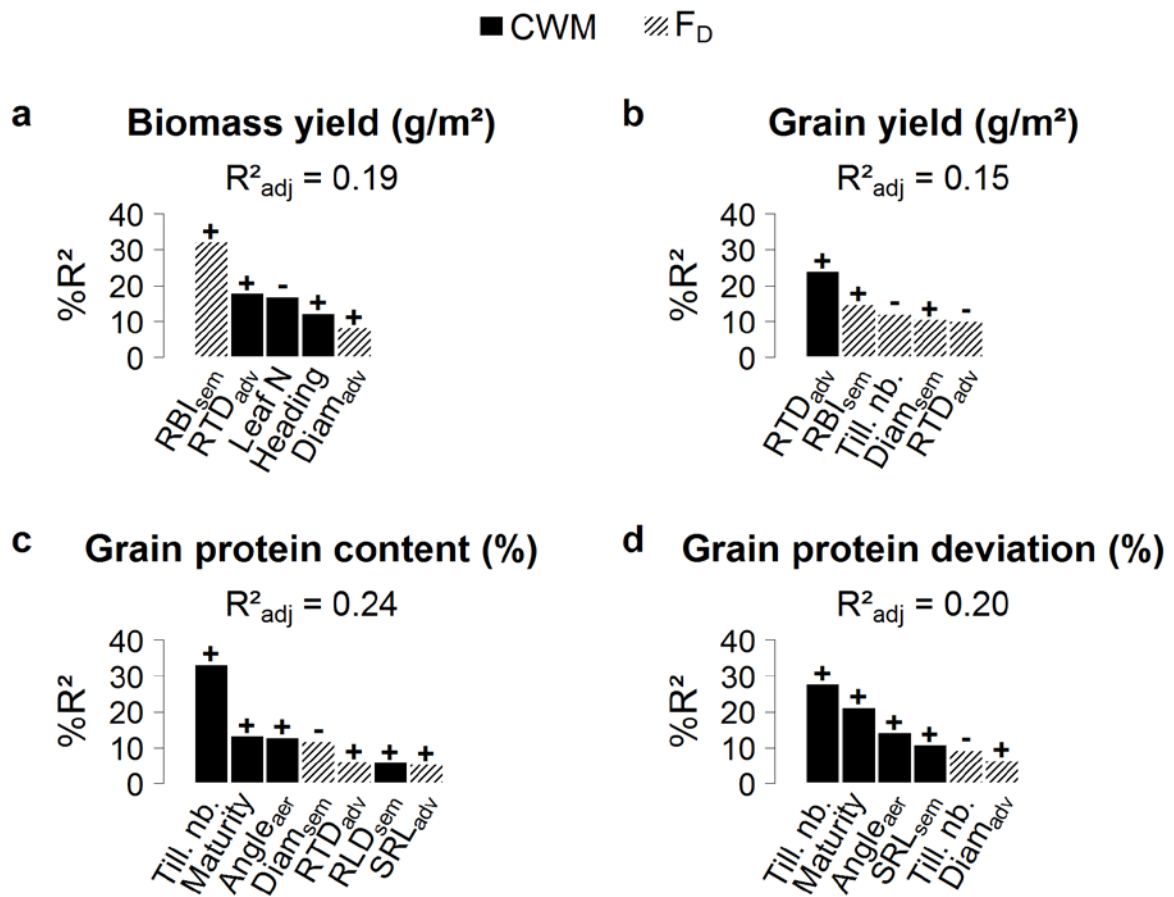 CWM F_D
a Biomass yield (g/m²)
R²adj = 0.19
%R²
40
30
20
10
0
+ + - + +
RBIsem RTDadv Leaf N Heading Diamadv
b Grain yield (g/m²)
R²adj = 0.15
%R²
40
30
20
10
0
+ + - + -
RTDadv RBIsem Till. nb. Diamsem RTDadv
c Grain protein content (%)
R²adj = 0.24
%R²
40
30
20
10
0
+ + + - + + +
Till. nb. Maturity Angleaer Diamsem RTDadv RLDsem SRLadv
d Grain protein deviation (%)
R²adj = 0.20
%R²
40
30
20
10
0
+ + + + - +
Till. nb. Maturity Angleaer SRLsem Till. nb. Diamadv